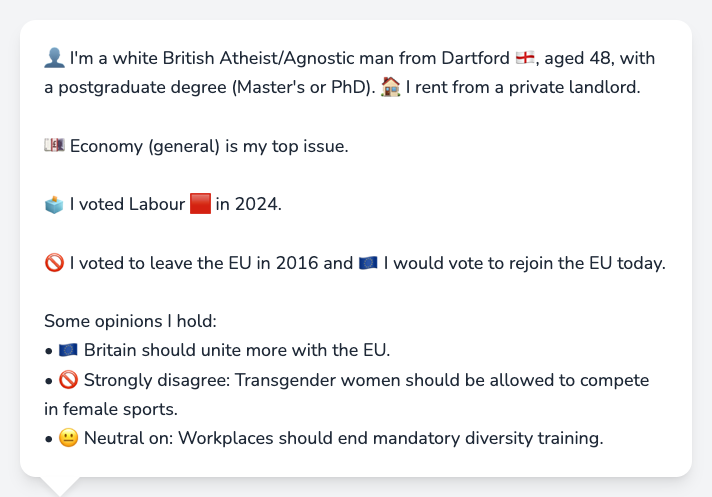 👤 I'm a white British Atheist/Agnostic man from Dartford 🏴󠁧󠁢󠁥󠁮󠁧󠁿, aged 48, with
a postgraduate degree (Master's or PhD). 🏠 I rent from a private landlord.
💷 Economy (general) is my top issue.
🗳️ I voted Labour 🟥 in 2024.
🚫 I voted to leave the EU in 2016 and 🇪🇺 I would vote to rejoin the EU today.
Some opinions I hold:
• 🇪🇺 Britain should unite more with the EU.
• 🚫 Strongly disagree: Transgender women should be allowed to compete
in female sports.
• 😐 Neutral on: Workplaces should end mandatory diversity training.